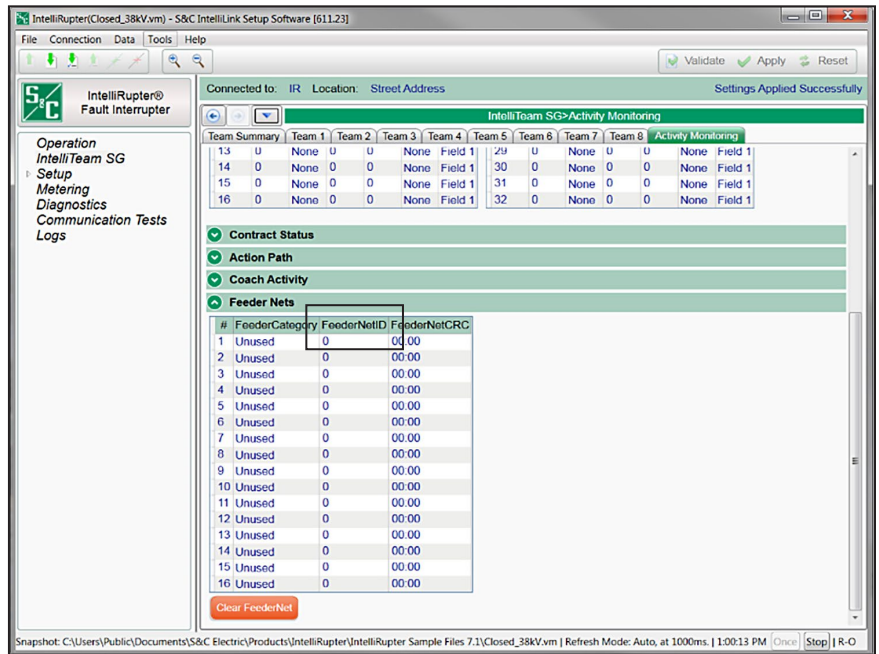 IntelliRupter(Closed_38kV.vm) - S&C IntelliLink Setup Software [611.23]
File Connection Data Tools Help
Validate Apply Reset
S&C IntelliRupter® Fault Interrupter
Connected to: IR Location: Street Address Settings Applied Successfully
IntelliTeam SG>Activity Monitoring
Team Summary Team 1 Team 2 Team 3 Team 4 Team 5 Team 6 Team 7 Team 8 Activity Monitoring
Operation
IntelliTeam SG
Setup
Metering
Diagnostics
Communication Tests
Logs
13 0 None 0 0 None Field 1 29 0 None 0 0 None Field 1
14 0 None 0 0 None Field 1 30 0 None 0 0 None Field 1
15 0 None 0 0 None Field 1 31 0 None 0 0 None Field 1
16 0 None 0 0 None Field 1 32 0 None 0 0 None Field 1
Contract Status
Action Path
Coach Activity
Feeder Nets
# FeederCategory FeederNetID FeederNetCRC
1 Unused 0 00:00
2 Unused 0 00:00
3 Unused 0 00:00
4 Unused 0 00:00
5 Unused 0 00:00
6 Unused 0 00:00
7 Unused 0 00:00
8 Unused 0 00:00
9 Unused 0 00:00
10 Unused 0 00:00
11 Unused 0 00:00
12 Unused 0 00:00
13 Unused 0 00:00
14 Unused 0 00:00
15 Unused 0 00:00
16 Unused 0 00:00
Clear FeederNet
Snapshot: C:\Users\Public\Documents\S&C Electric\Products\IntelliRupter\IntelliRupter Sample Files 7.1\Closed_38kV.vm | Refresh Mode: Auto, at 1000ms. | 1:00:13 PM Once Stop | R-O